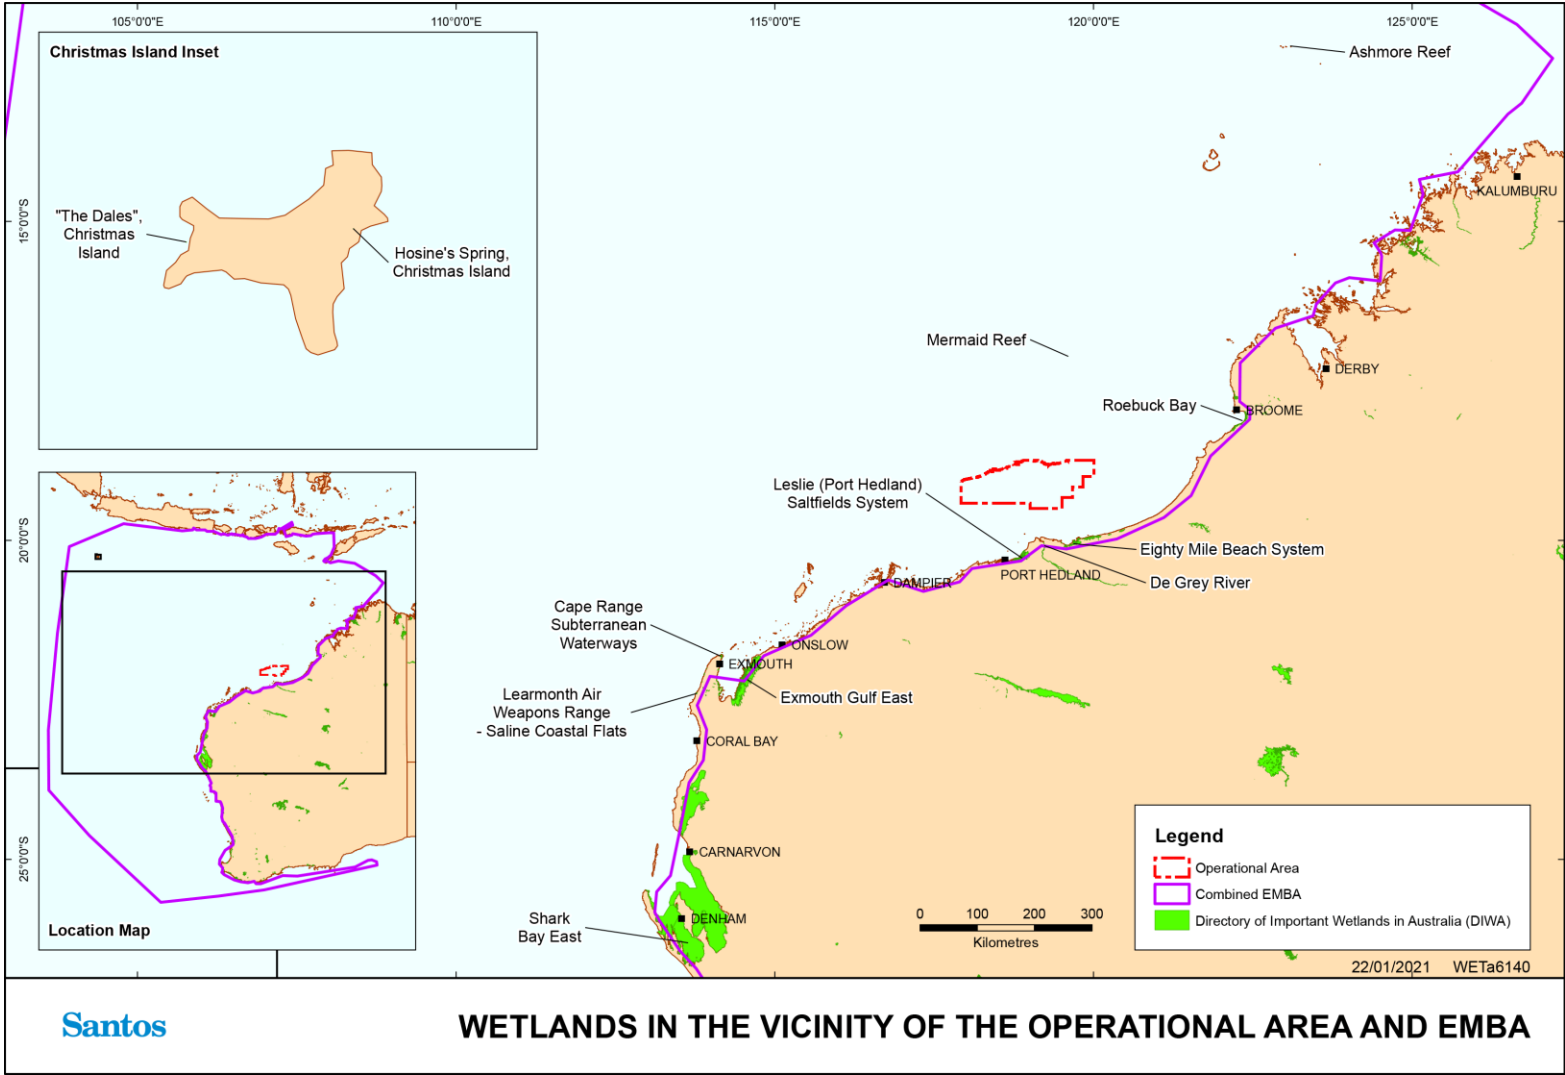 105°0'0"E
110°0'0"E
115°0'0"E
120°0'0"E
125°0'0"E
15°0'0"S
20°0'0"S
25°0'0"S
Christmas Island Inset
"The Dales",
Christmas
Island
Hosine's Spring,
Christmas Island
Ashmore Reef
KALUMBURU
Mermaid Reef
DERBY
Roebuck Bay
BROOME
Leslie (Port Hedland)
Saltfields System
Eighty Mile Beach System
PORT HEDLAND
De Grey River
DAMPIER
Cape Range
Subterranean
Waterways
ONSLOW
EXMOUTH
Learmonth Air
Weapons Range
- Saline Coastal Flats
Exmouth Gulf East
CORAL BAY
CARNARVON
DENHAM
Shark
Bay East
Location Map
0 100 200 300
Kilometres
Legend
Operational Area
Combined EMBA
Directory of Important Wetlands in Australia (DIWA)
22/01/2021 WETa6140
Santos
WETLANDS IN THE VICINITY OF THE OPERATIONAL AREA AND EMBA